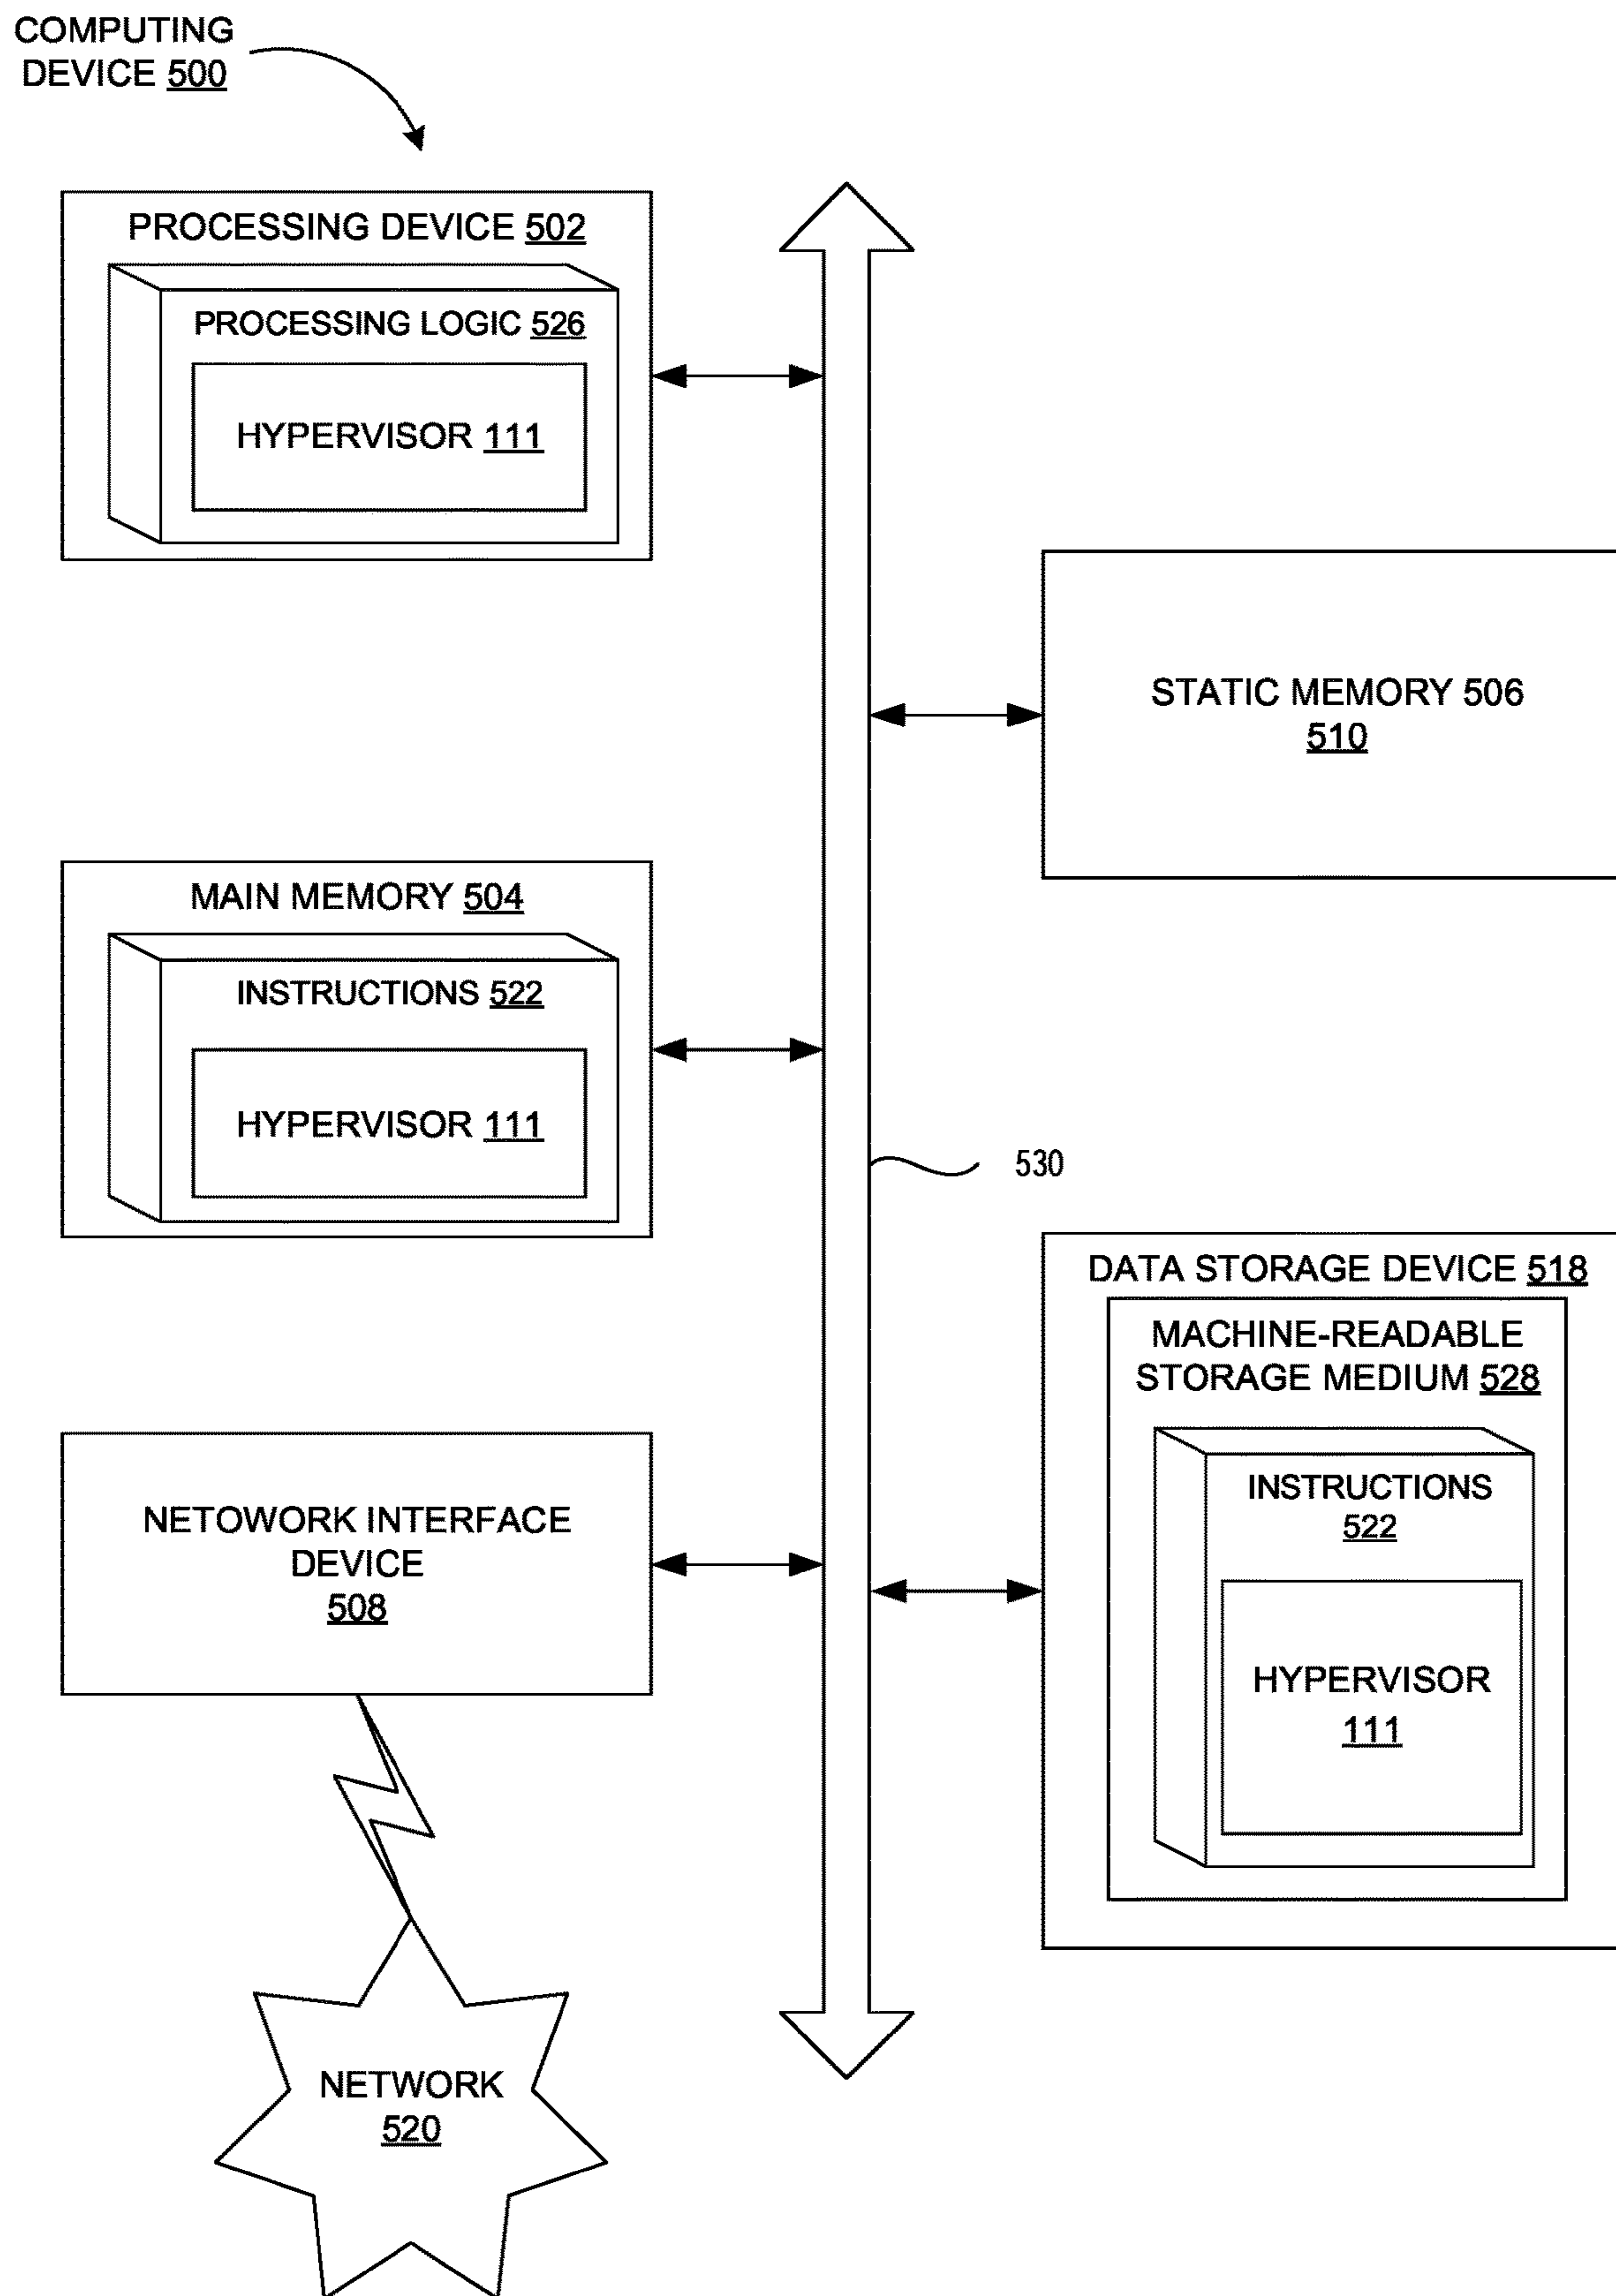 COMPUTING
DEVICE 500
PROCESSING DEVICE 502
PROCESSING LOGIC 526
HYPERVISOR 111
STATIC MEMORY 506
510
MAIN MEMORY 504
INSTRUCTIONS 522
HYPERVISOR 111
530
DATA STORAGE DEVICE 518
MACHINE-READABLE
STORAGE MEDIUM 528
INSTRUCTIONS
522
HYPERVISOR
111
NETOWORK INTERFACE
DEVICE
508
NETWORK
520